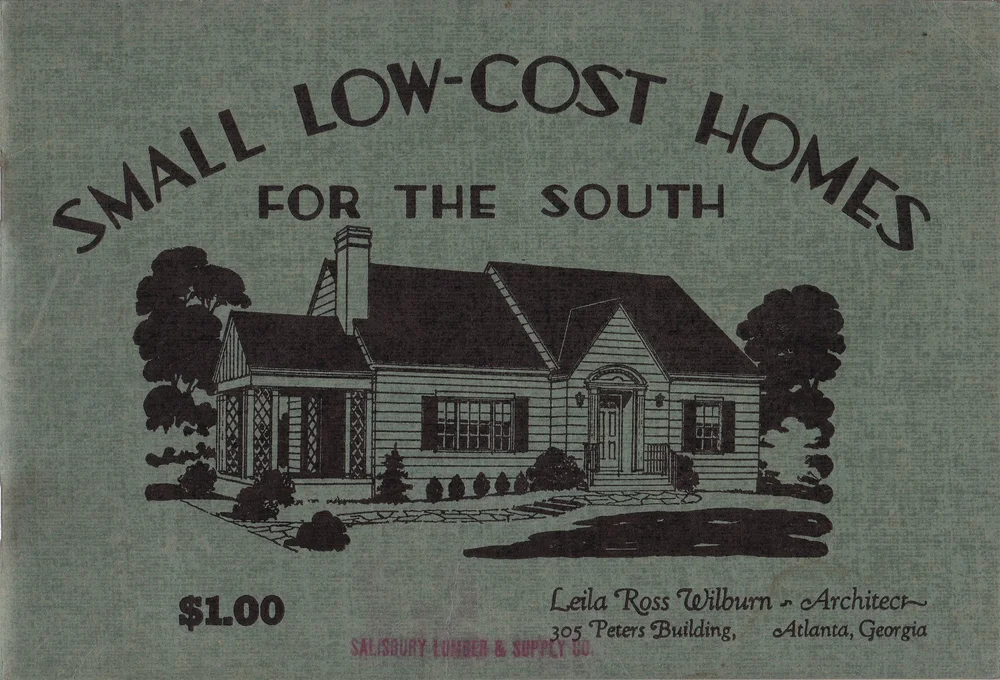 SMALL LOW-COST HOMES
FOR THE SOUTH
$1.00
Leila Ross Wilburn - Architect
305 Peters Building, Atlanta, Georgia
SALISBURY LUMBER & SUPPLY CO.